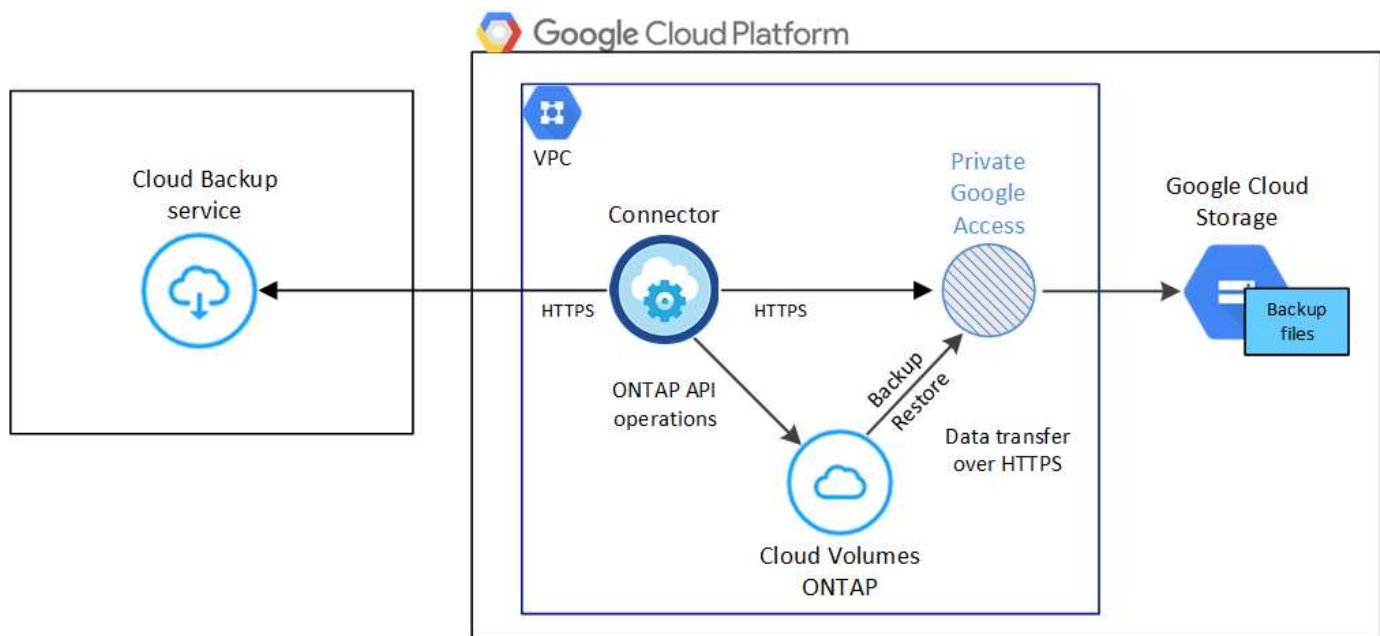 Google Cloud Platform
VPC
Cloud Backup
service
Connector
Private
Google
Access
Google Cloud
Storage
HTTPS
HTTPS
Backup
files
ONTAP API
operations
Backup
Restore
Data transfer
over HTTPS
Cloud Volumes
ONTAP